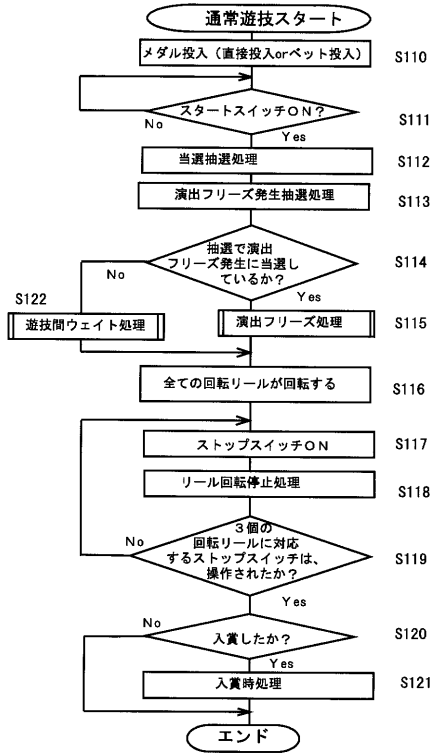 通常遊技スタート
メダル投入（直接投入orベット投入）
S110
スタートスイッチON？
S111
No
Yes
当選抽選処理
S112
演出フリーズ発生抽選処理
S113
抽選で演出
フリーズ発生に当選し
ているか？
S114
No
Yes
S122
遊技間ウェイト処理
演出フリーズ処理
S115
全ての回転リールが回転する
S116
ストップスイッチON
S117
リール回転停止処理
S118
３個の
回転リールに対応
するストップスイッチは、
操作されたか？
S119
No
Yes
No
入賞したか？
S120
Yes
入賞時処理
S121
エンド